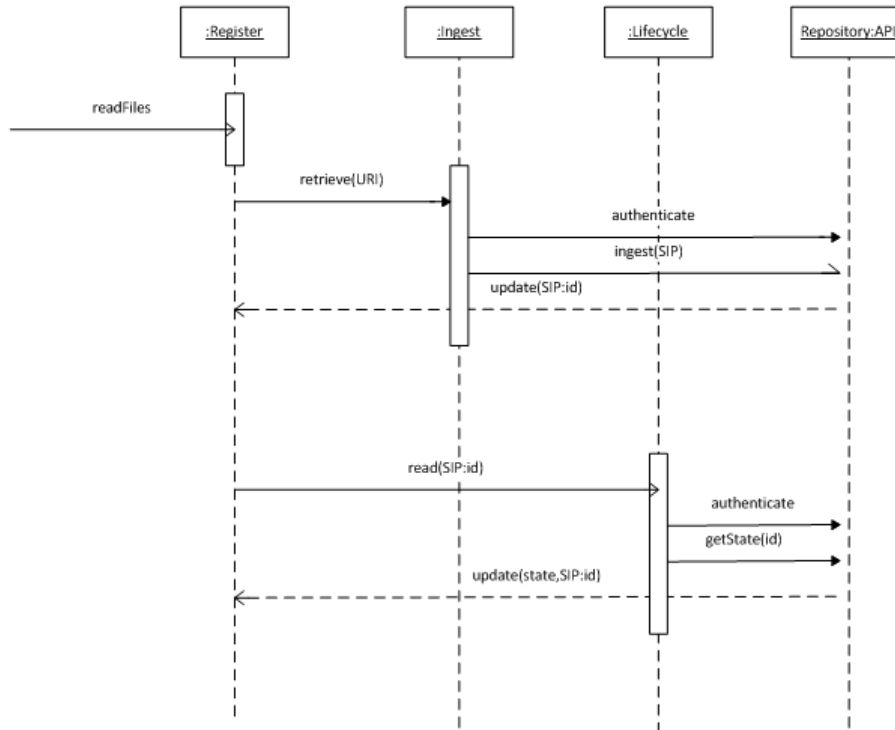 :Register
:Ingest
:Lifecycle
Repository:API
readFiles
retrieve(URI)
authenticate
ingest(SIP)
update(SIP:id)
read(SIP:id)
authenticate
getState(id)
update(state,SIP:id)